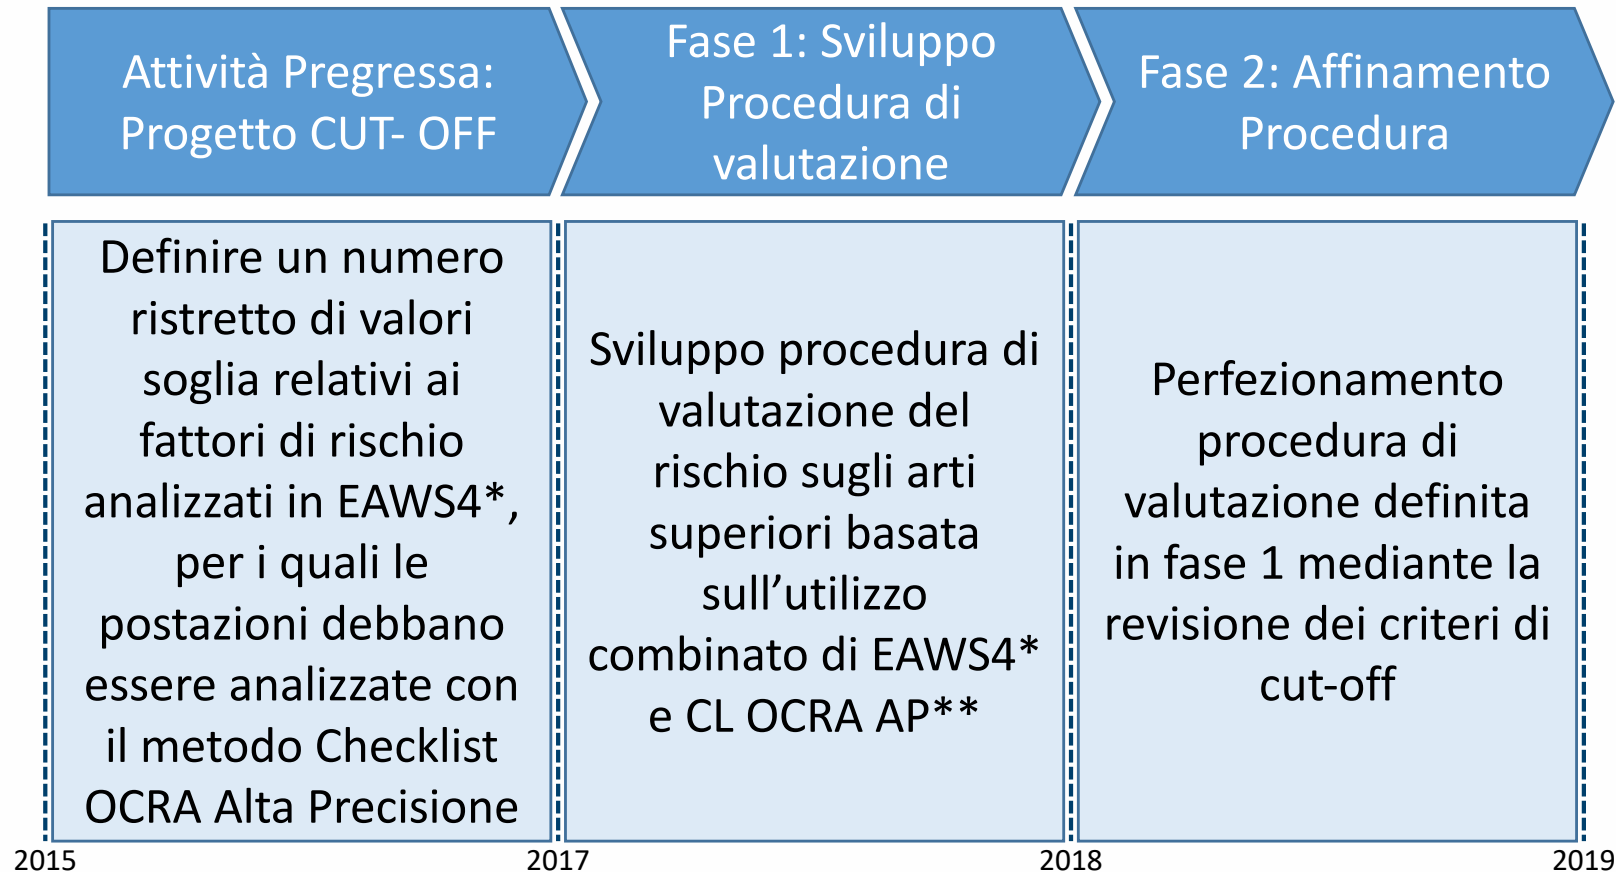 Attività Pregressa:
Progetto CUT- OFF
Fase 1: Sviluppo
Procedura di
valutazione
Fase 2: Affinamento
Procedura
Definire un numero
ristretto di valori
soglia relativi ai
fattori di rischio
analizzati in EAWS4*,
per i quali le
postazioni debbano
essere analizzate con
il metodo Checklist
OCRA Alta Precisione
Sviluppo procedura di
valutazione del
rischio sugli arti
superiori basata
sull’utilizzo
combinato di EAWS4*
e CL OCRA AP**
Perfezionamento
procedura di
valutazione definita
in fase 1 mediante la
revisione dei criteri di
cut-off
2015
2017
2018
2019